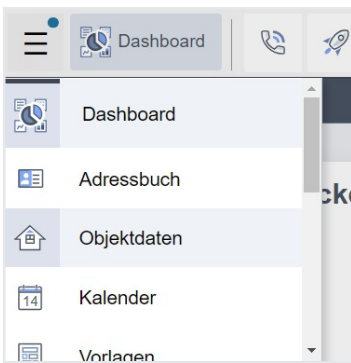 Dashboard
Dashboard
Adressbuch
Objektdaten
14 Kalender
Vorlagen